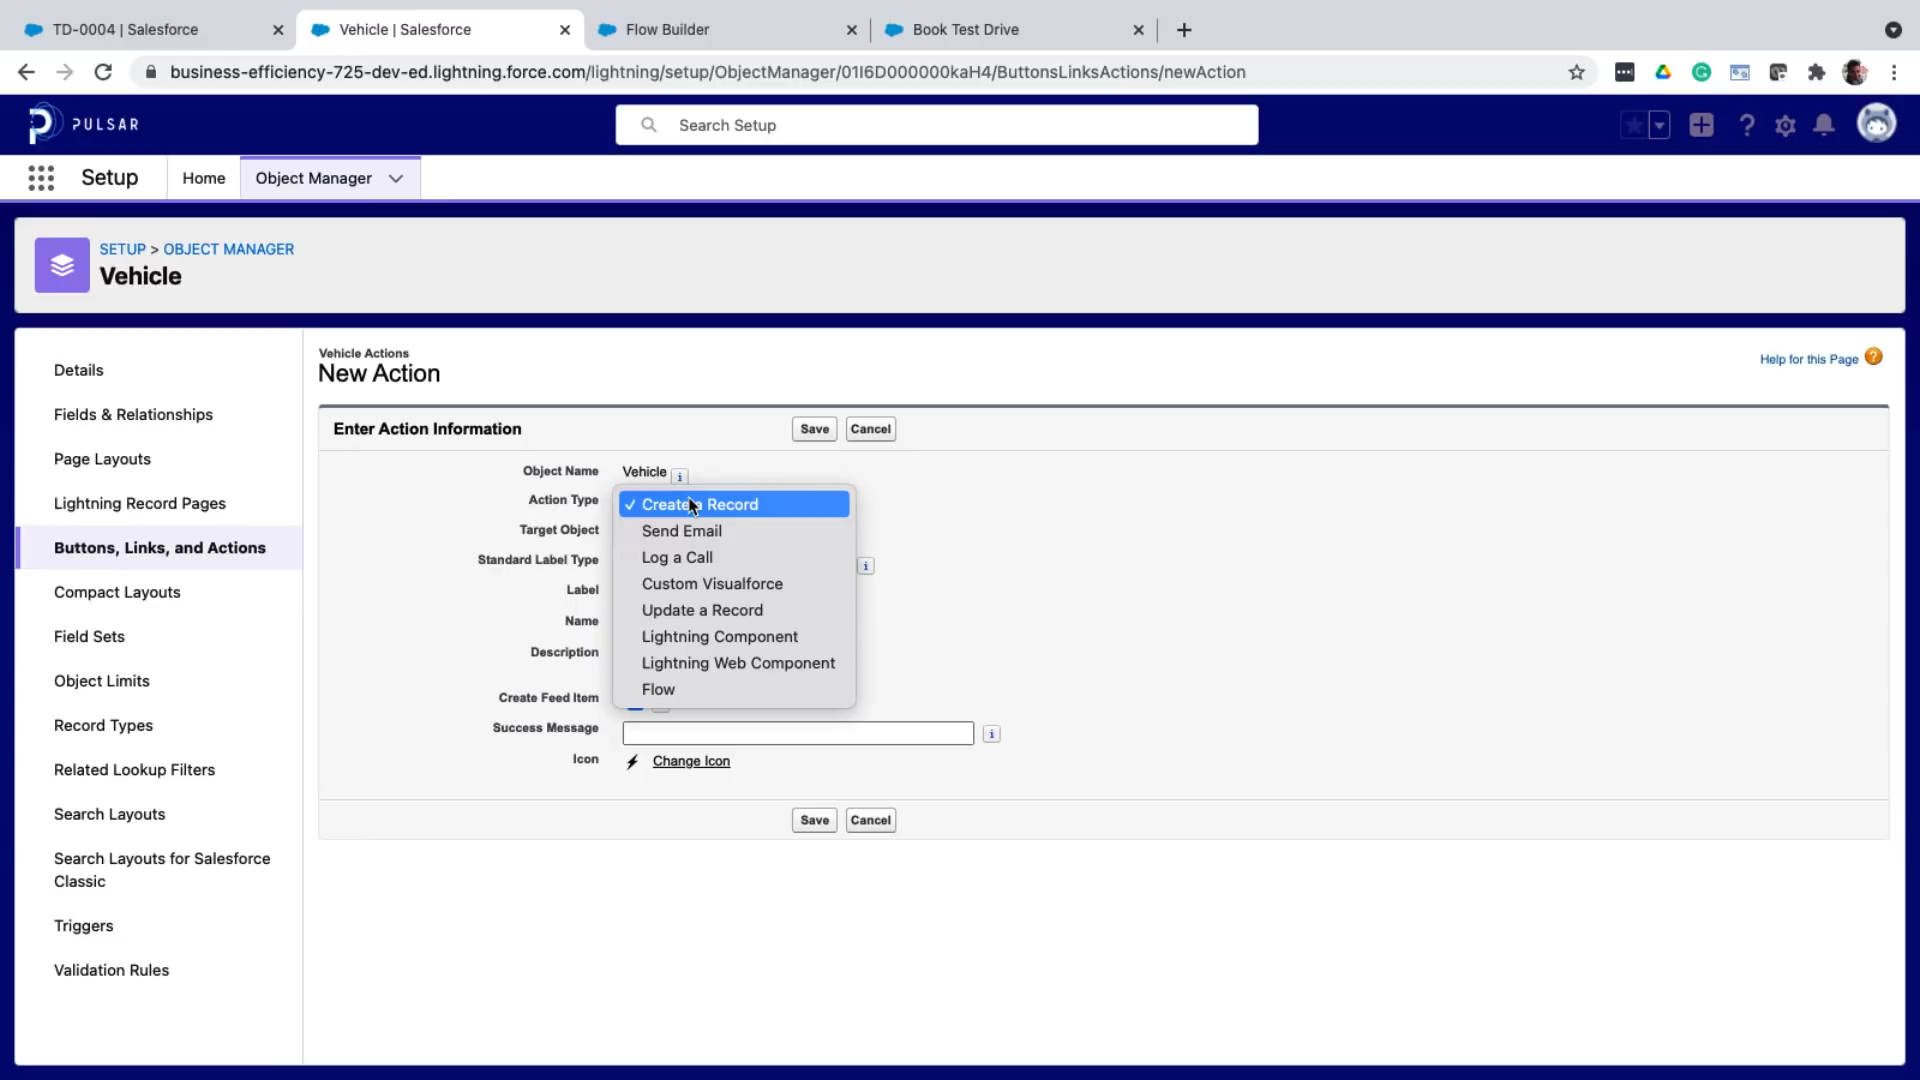 TD-0004 | Salesforce
Vehicle | Salesforce
Flow Builder
Book Test Drive
business-efficiency-725-dev-ed.lightning.force.com/lightning/setup/ObjectManager/01I6D000000kaH4/ButtonsLinksActions/newAction
PULSAR
Search Setup
Setup
Home
Object Manager
SETUP > OBJECT MANAGER
Vehicle
Details
Fields & Relationships
Page Layouts
Lightning Record Pages
Buttons, Links, and Actions
Compact Layouts
Field Sets
Object Limits
Record Types
Related Lookup Filters
Search Layouts
Search Layouts for Salesforce
Classic
Triggers
Validation Rules
Vehicle Actions
New Action
Help for this Page ?
Enter Action Information
Save
Cancel
Object Name
Vehicle
Action Type
Target Object
Standard Label Type
Label
Name
Description
Create Feed Item
Success Message
Icon
Change Icon
✓ Create a Record
Send Email
Log a Call
Custom Visualforce
Update a Record
Lightning Component
Lightning Web Component
Flow
Save
Cancel